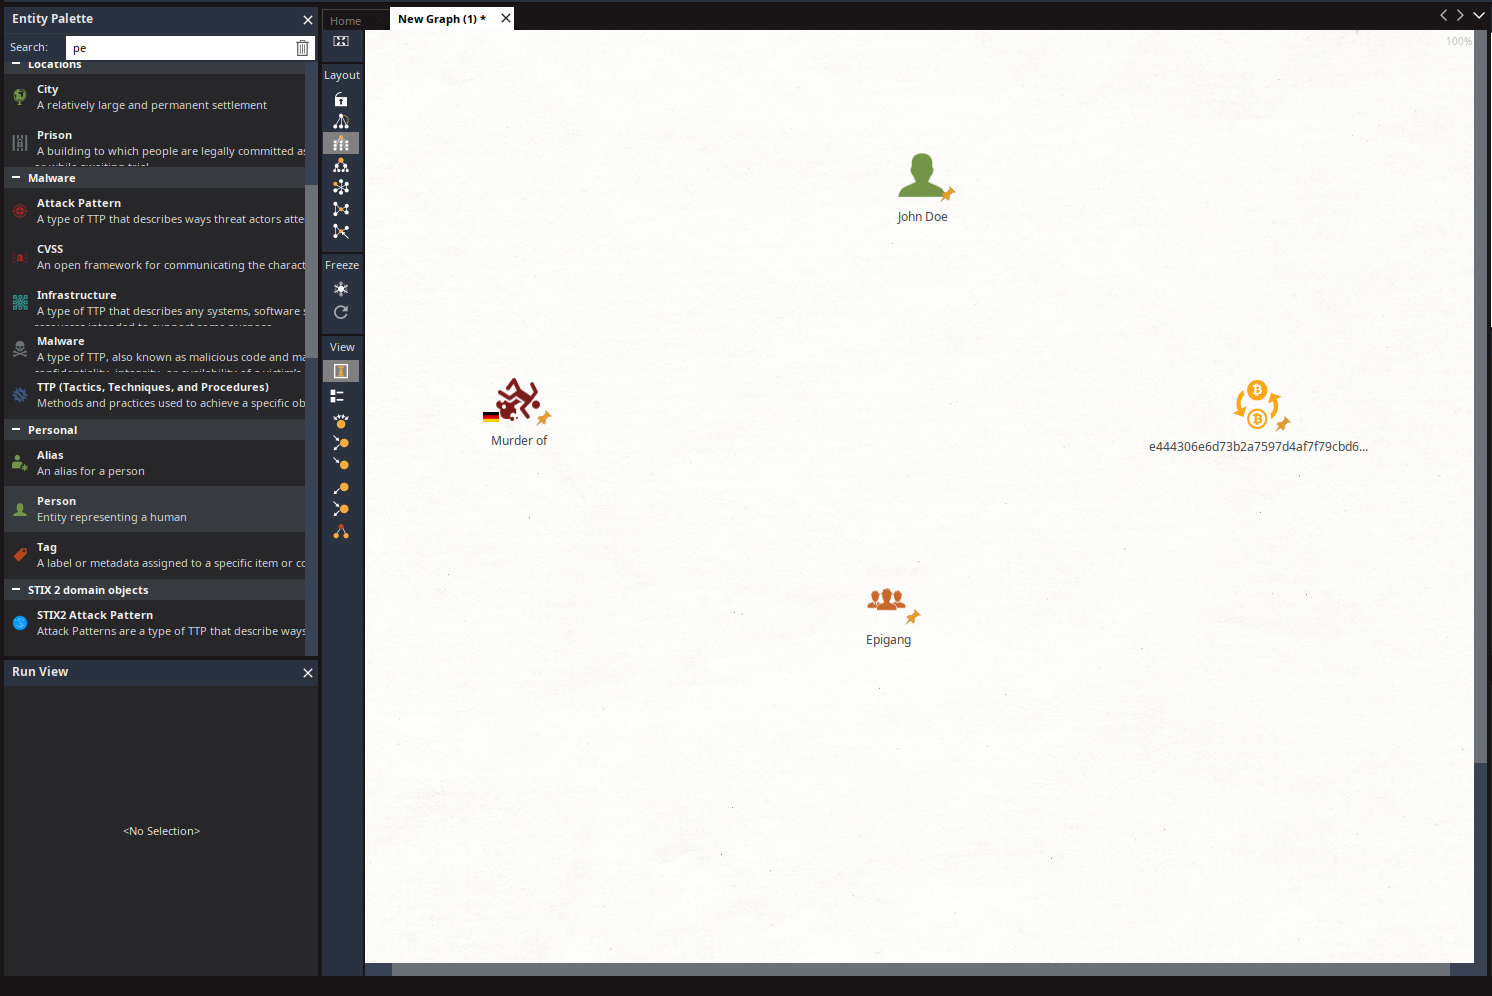 Entity Palette
Search:
pe
Locations
City
A relatively large and permanent settlement
Prison
A building to which people are legally committed as
Malware
Attack Pattern
A type of TTP that describes ways threat actors atte
CVSS
An open framework for communicating the charact
Infrastructure
A type of TTP that describes any systems, software s
Malware
A type of TTP, also known as malicious code and ma
TTP (Tactics, Techniques, and Procedures)
Methods and practices used to achieve a specific ob
Personal
Alias
An alias for a person
Person
Entity representing a human
Tag
A label or metadata assigned to a specific item or co
STIX 2 domain objects
STIX2 Attack Pattern
Attack Patterns are a type of TTP that describe ways
Run View
<No Selection>
Home
New Graph (1) *
Layout
Freeze
View
100%
John Doe
Murder of
e444306e6d73b2a7597d4af7f79cbd6...
Epigang